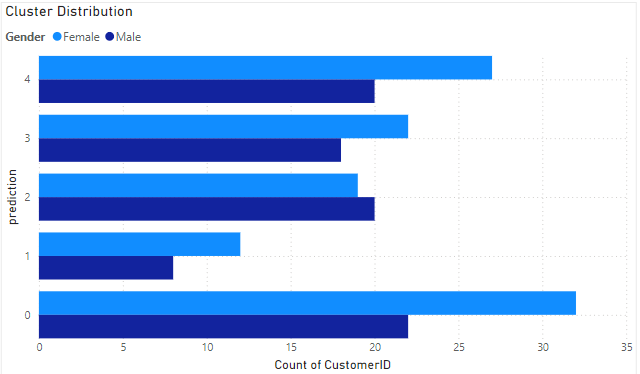 Cluster Distribution
Gender Female Male
4
3
2
1
0
prediction
0 5 10 15 20 25 30 35
Count of CustomerID